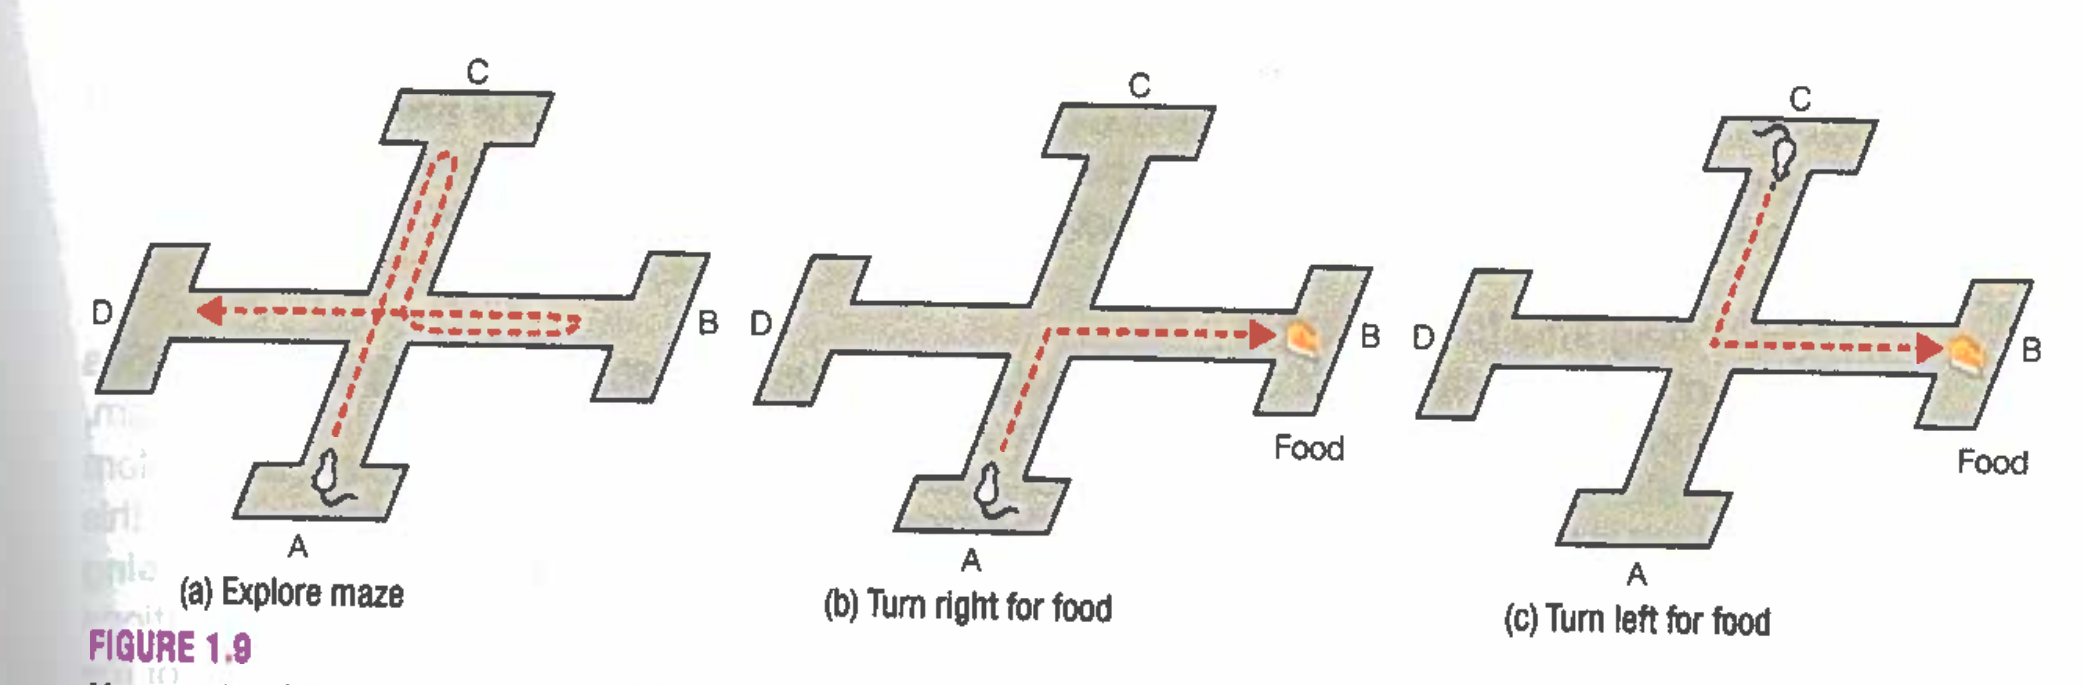 C
D
B
A
(a) Explore maze
C
D
B
Food
A
(b) Turn right for food
C
D
B
Food
A
(c) Turn left for food
FIGURE 1.9